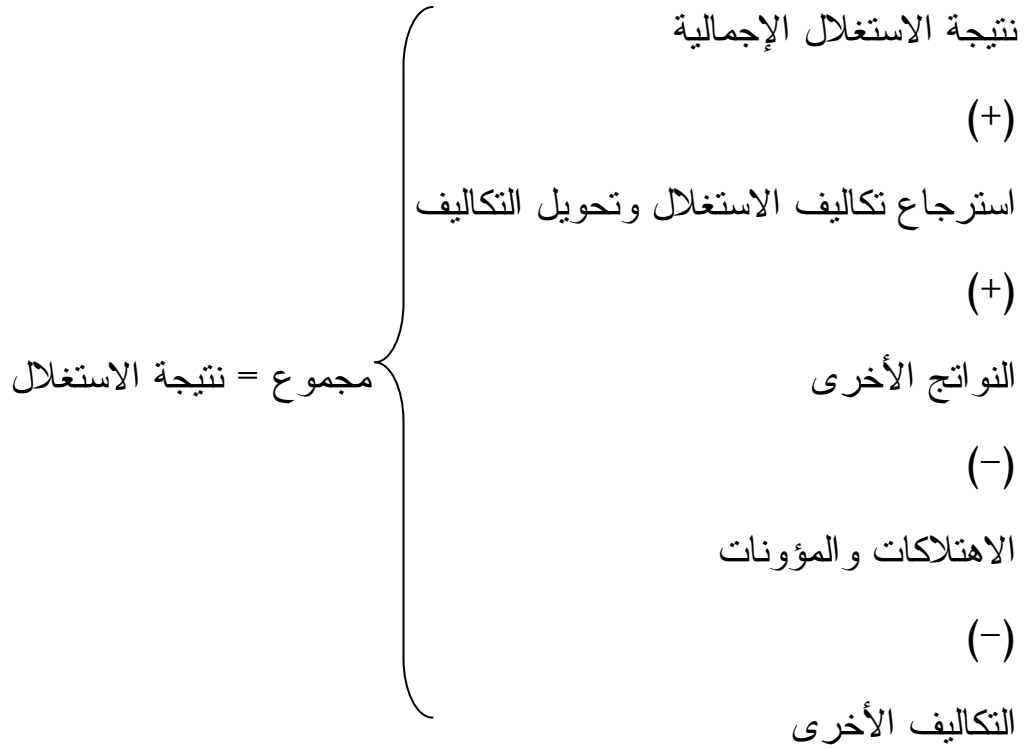 نتيجة الاستغلال الإجمالية
(+)
استرجاع تكاليف الاستغلال وتحويل التكاليف
(+)
النواتج الأخرى
مجموع = نتيجة الاستغلال
(−)
الاهتلاكات والمؤونات
(−)
التكاليف الأخرى